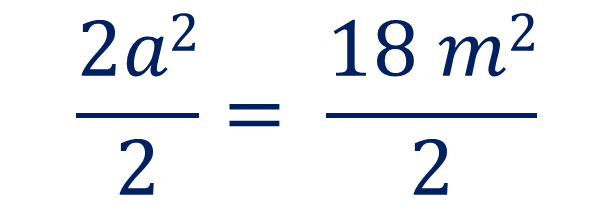 2a²/2 = 18 m²/2